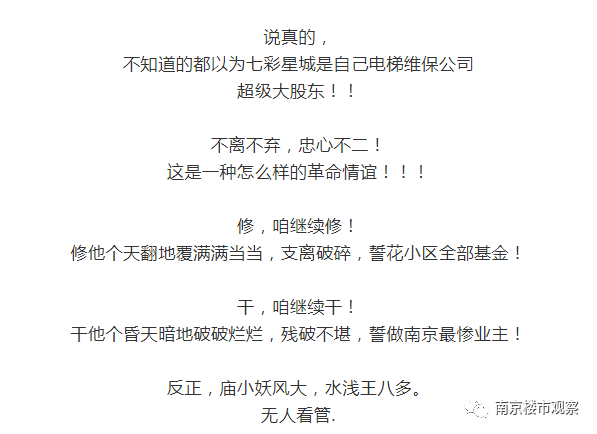 说真的，
不知道的都以为七彩星城是自己电梯维保公司
超级大股东！！
不离不弃，忠心不二！
这是一种怎么样的革命情谊！！！
修，咱继续修！
修他个天翻地覆满满当当，支离破碎，誓花小区全部基金！
干，咱继续干！
干他个昏天暗地破破烂烂，残破不堪，誓做南京最惨业主！
反正，庙小妖风大，水浅王八多。
无人看管.
南京楼市观察